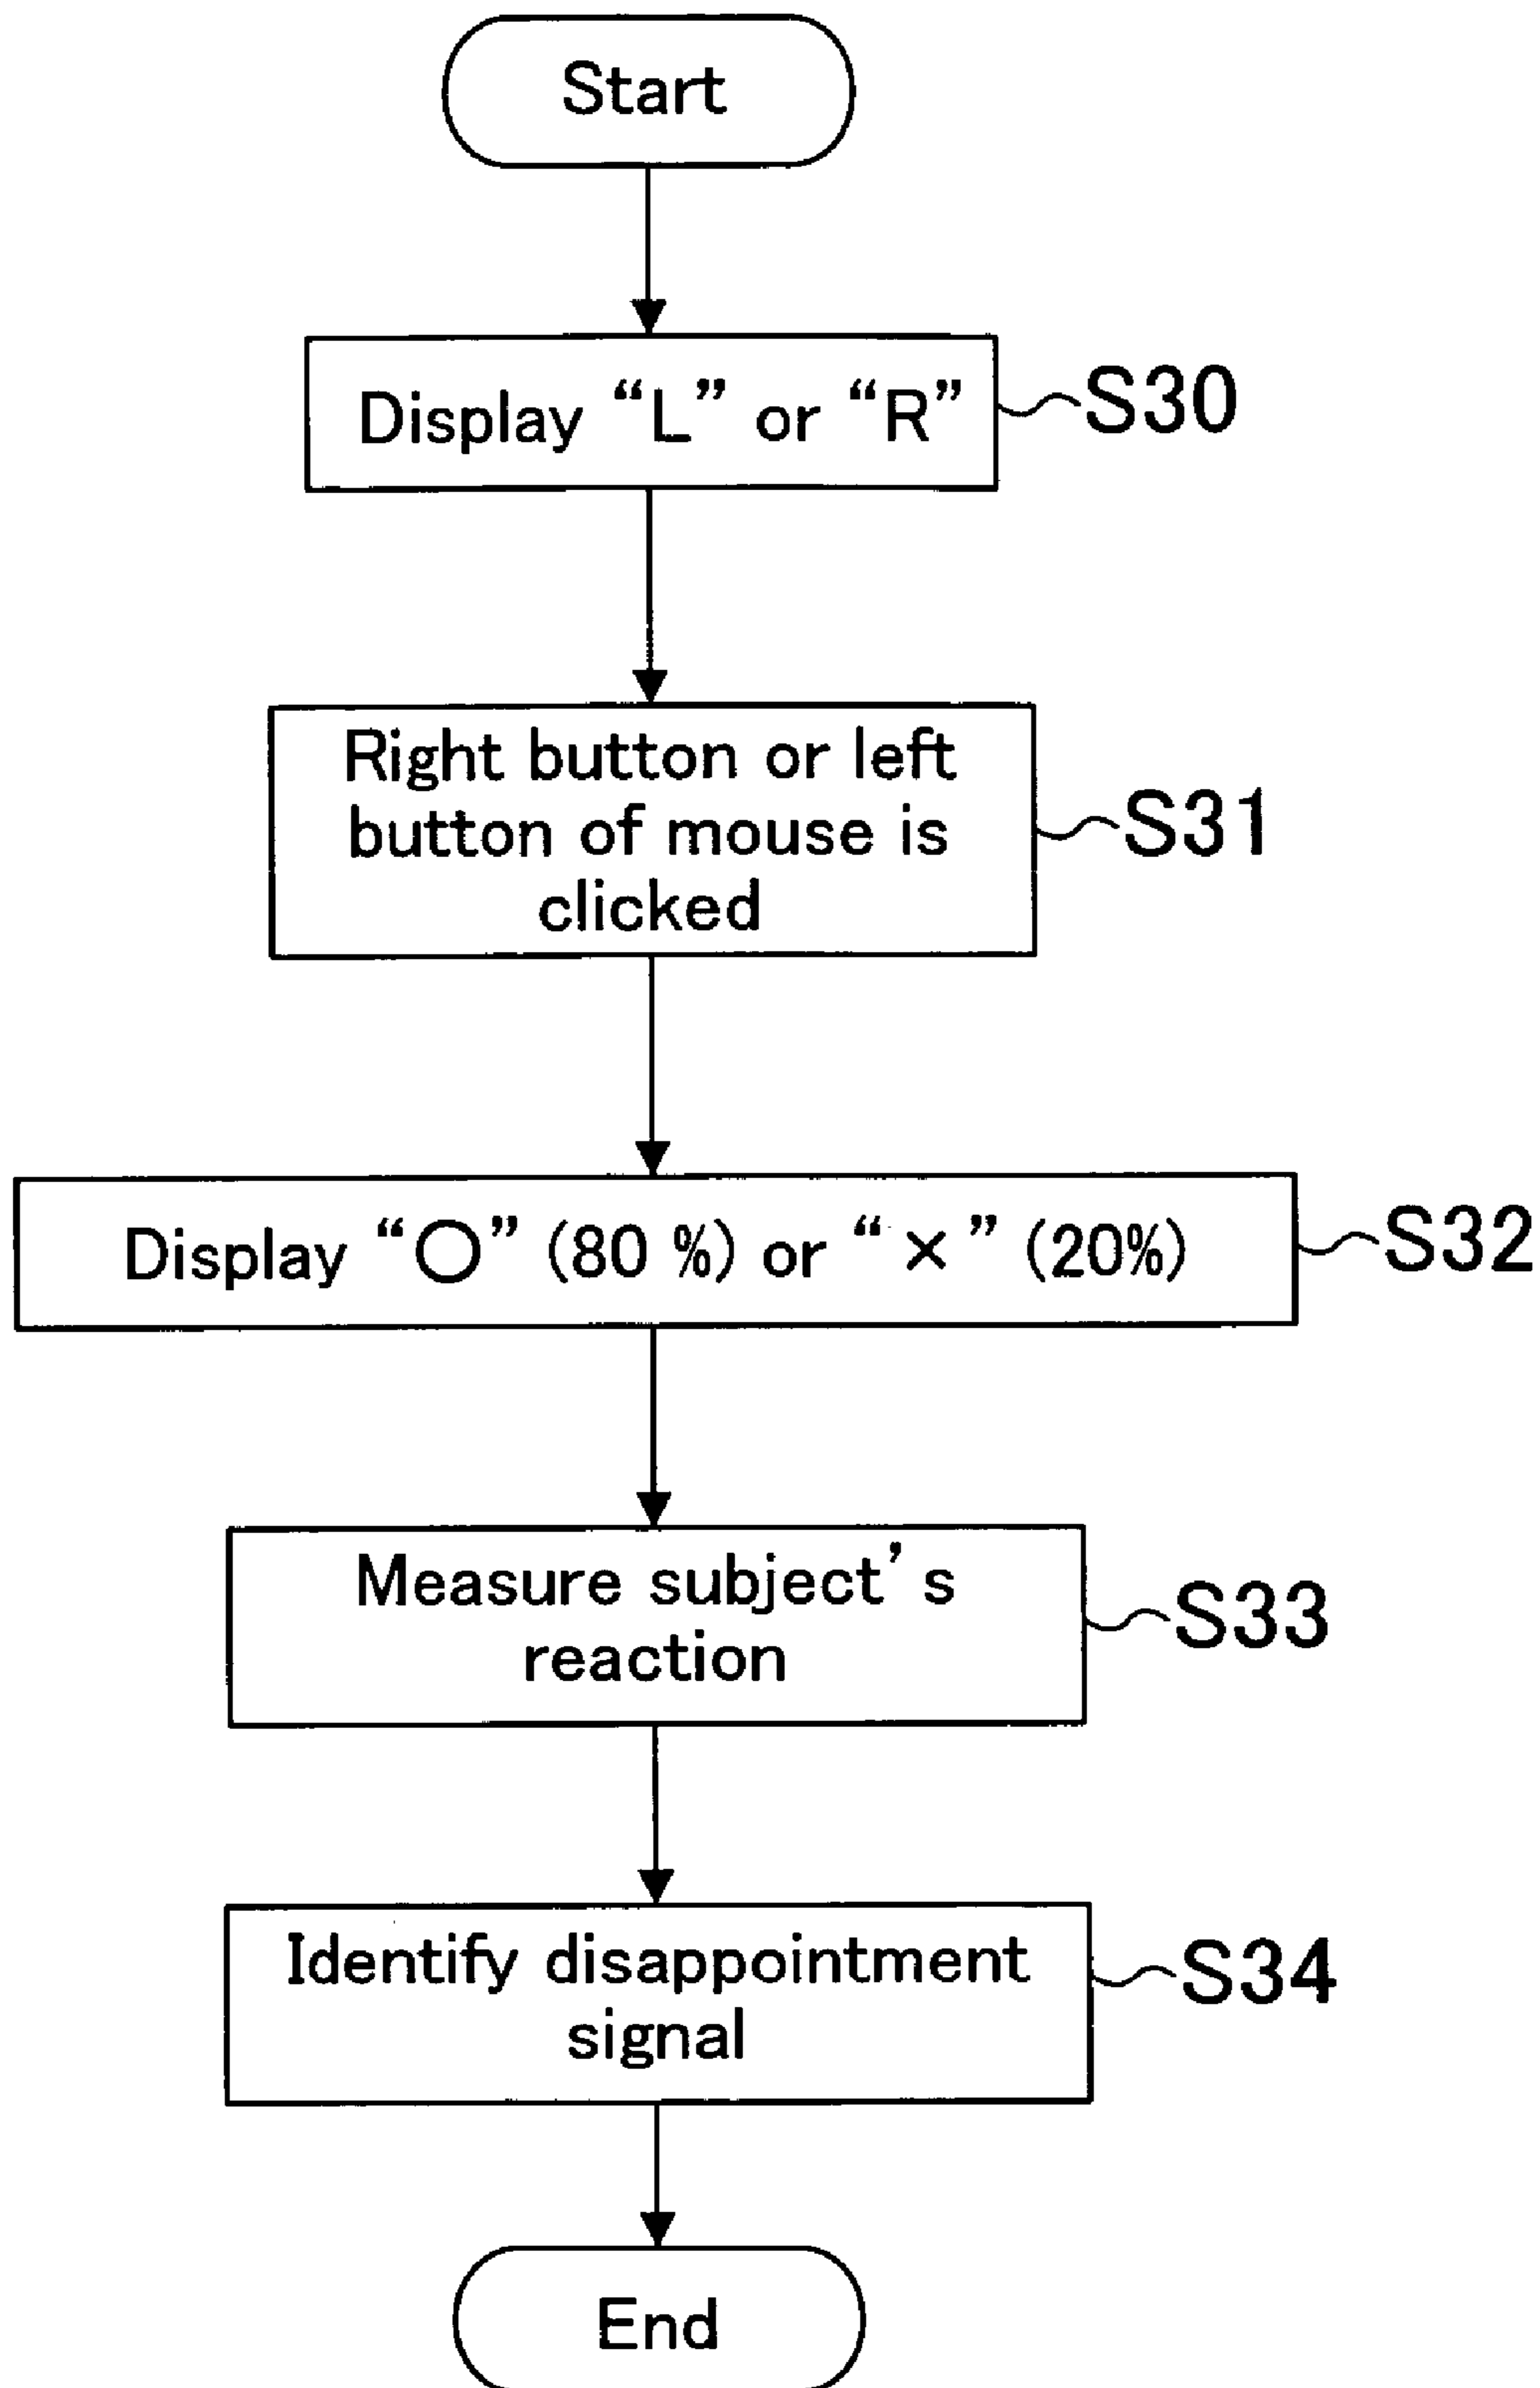 Start
Display “L” or “R”
S30
Right button or left
button of mouse is
clicked
S31
Display “○” (80 %) or “×” (20%)
S32
Measure subject's
reaction
S33
Identify disappointment
signal
S34
End